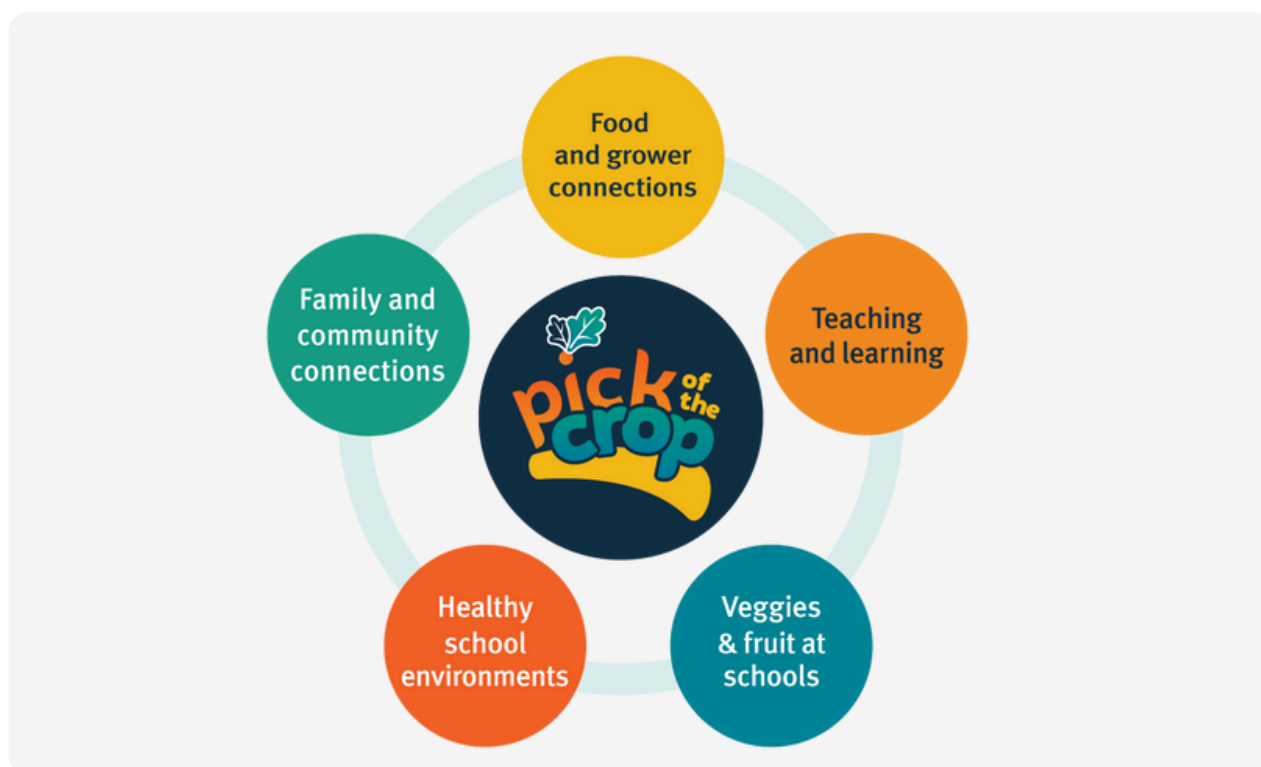 Food
and grower
connections
Family and
community
connections
Teaching
and learning
pick of
the
crop
Healthy
school
environments
Veggies
& fruit at
schools